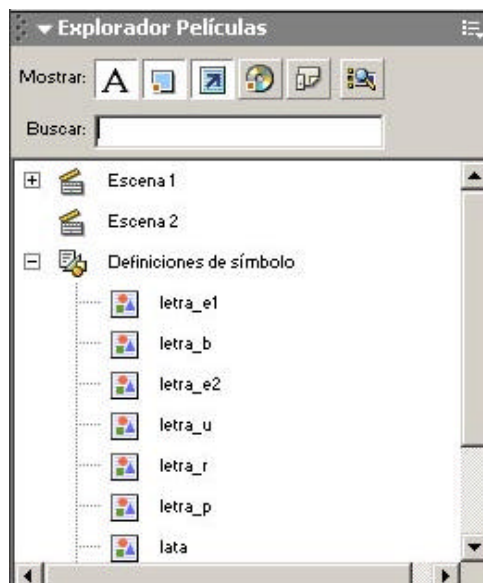 Explorador Películas
Mostrar: A
Buscar:
Escena 1
Escena 2
Definiciones de símbolo
letra_e1
letra_b
letra_e2
letra_u
letra_r
letra_p
lata